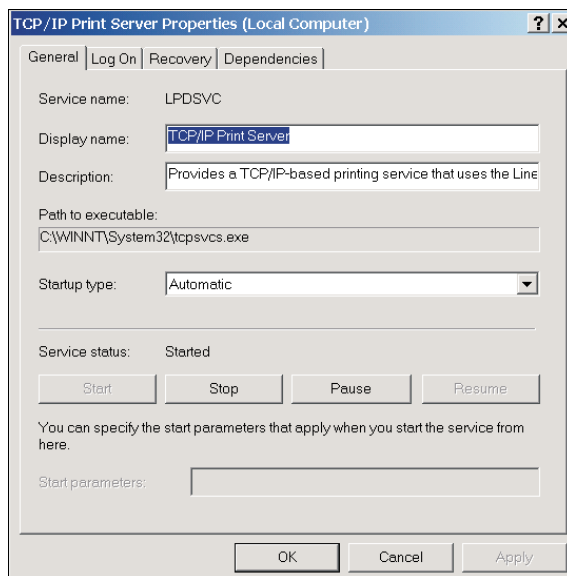 TCP/IP Print Server Properties (Local Computer)
General Log On Recovery Dependencies
Service name: LPDSVC
Display name: TCP/IP Print Server
Description: Provides a TCP/IP-based printing service that uses the Line
Path to executable:
C:\WINNT\System32\tcpsvcs.exe
Startup type: Automatic
Service status: Started
Start Stop Pause Resume
You can specify the start parameters that apply when you start the service from
here.
Start parameters:
OK Cancel Apply